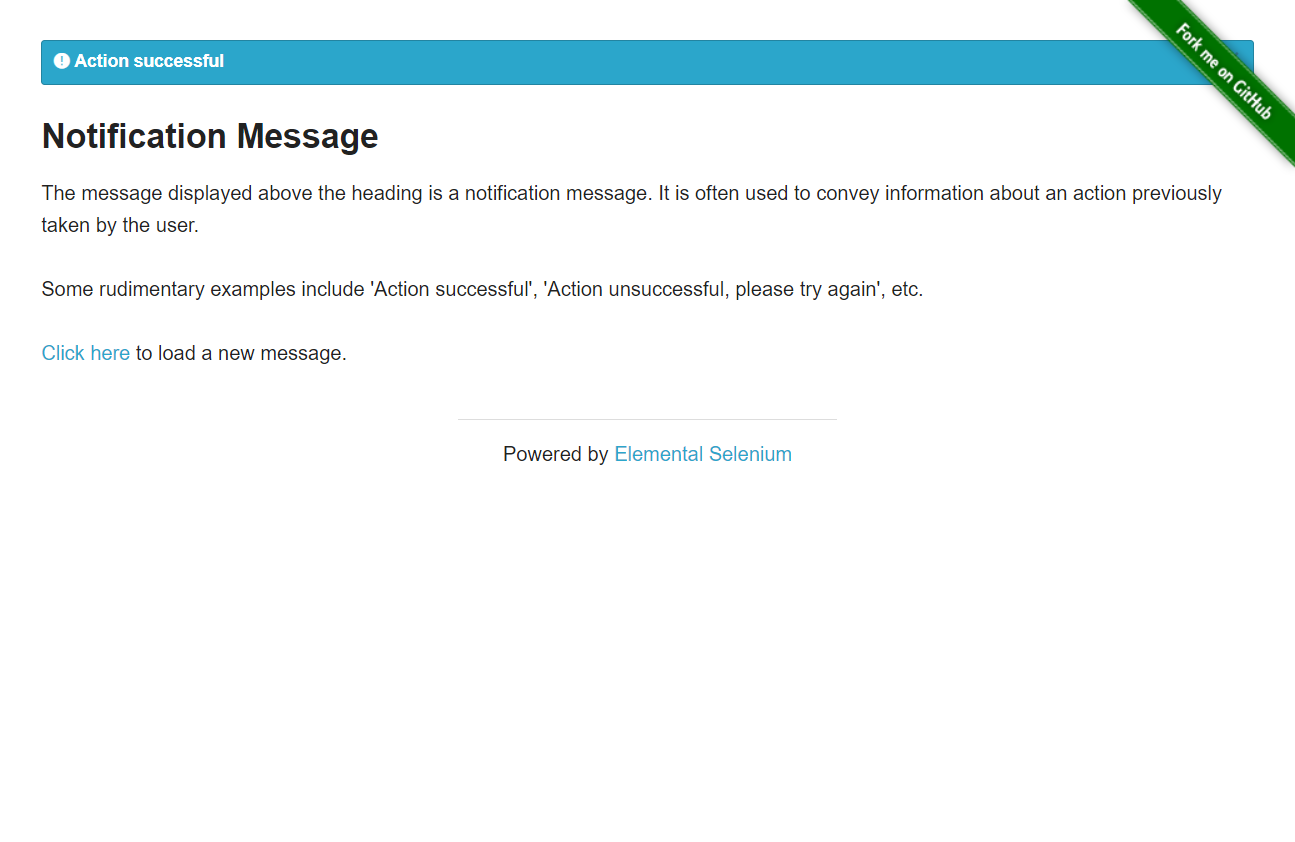 Action successful
Fork me on GitHub
Notification Message
The message displayed above the heading is a notification message. It is often used to convey information about an action previously
taken by the user.
Some rudimentary examples include 'Action successful', 'Action unsuccessful, please try again', etc.
Click here to load a new message.
Powered by Elemental Selenium